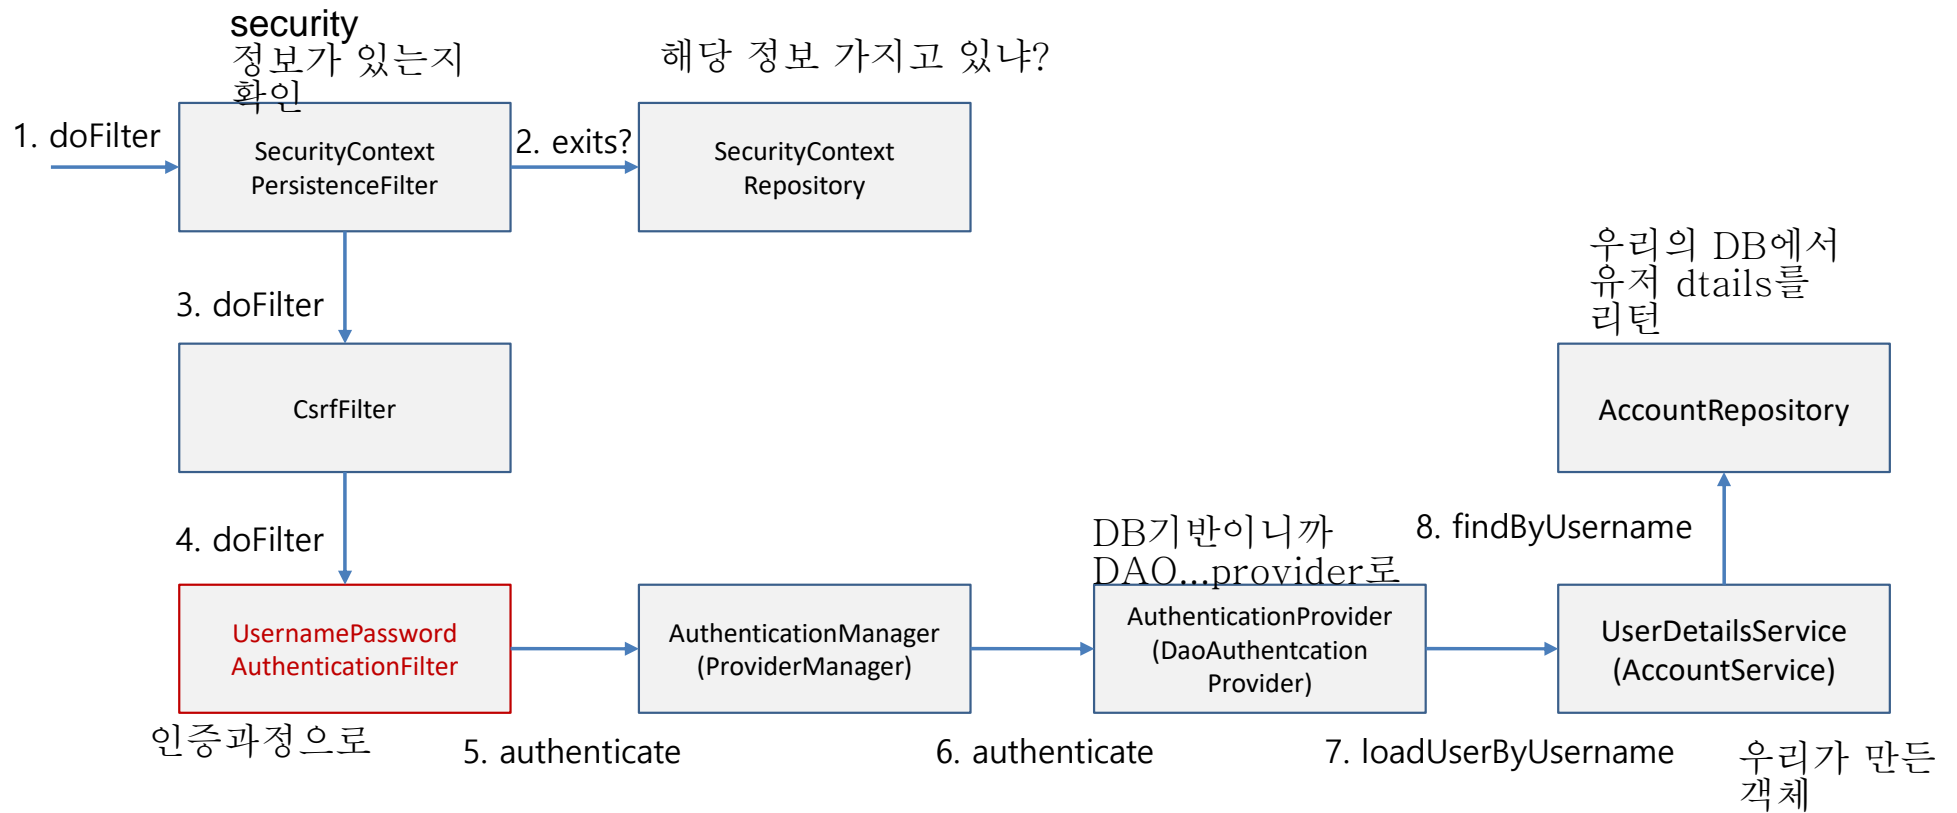 security
정보가 있는지
확인
해당 정보 가지고 있냐?
1. doFilter
SecurityContext
PersistenceFilter
2. exits?
SecurityContext
Repository
3. doFilter
우리의 DB에서
유저 dtails를
리턴
CsrfFilter
AccountRepository
4. doFilter
DB기반이니까
DAO...provider로
8. findByUsername
UsernamePassword
AuthenticationFilter
AuthenticationManager
(ProviderManager)
AuthenticationProvider
(DaoAuthentcation
Provider)
UserDetailsService
(AccountService)
인증과정으로
5. authenticate
6. authenticate
7. loadUserByUsername
우리가 만든
객체